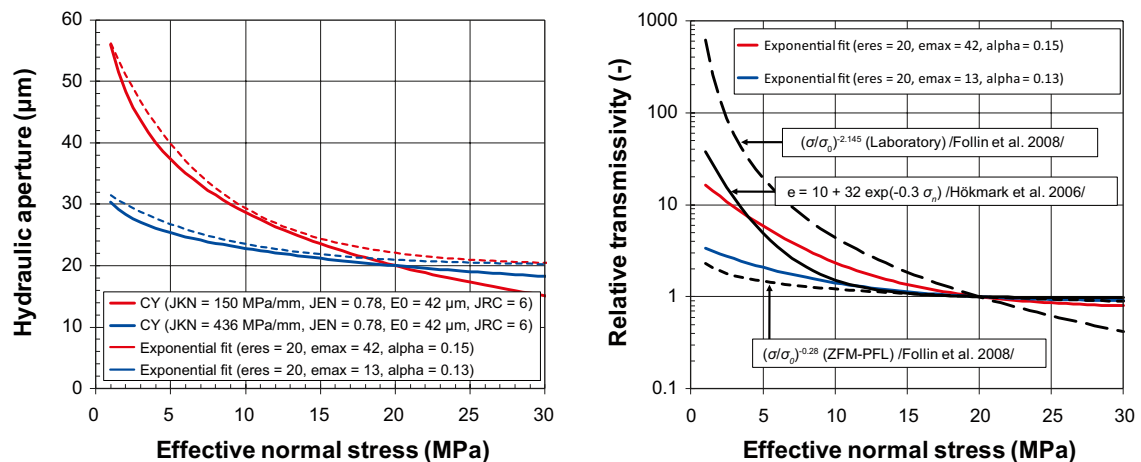 60
50
40
30
20
10
0
0 5 10 15 20 25 30
Hydraulic aperture (µm)
Effective normal stress (MPa)
CY (JKN = 150 MPa/mm, JEN = 0.78, E0 = 42 µm, JRC = 6)
CY (JKN = 436 MPa/mm, JEN = 0.78, E0 = 42 µm, JRC = 6)
Exponential fit (eres = 20, emax = 42, alpha = 0.15)
Exponential fit (eres = 20, emax = 13, alpha = 0.13)
1000
100
10
1
0.1
0 5 10 15 20 25 30
Relative transmissivity (-)
Effective normal stress (MPa)
Exponential fit (eres = 20, emax = 42, alpha = 0.15)
Exponential fit (eres = 20, emax = 13, alpha = 0.13)
(σ/σ₀)⁻²·¹⁴⁵ (Laboratory) /Follin et al. 2008/
e = 10 + 32 exp(-0.3 σₙ) /Hökmark et al. 2006/
(σ/σ₀)⁻⁰·²⁸ (ZFM-PFL) /Follin et al. 2008/